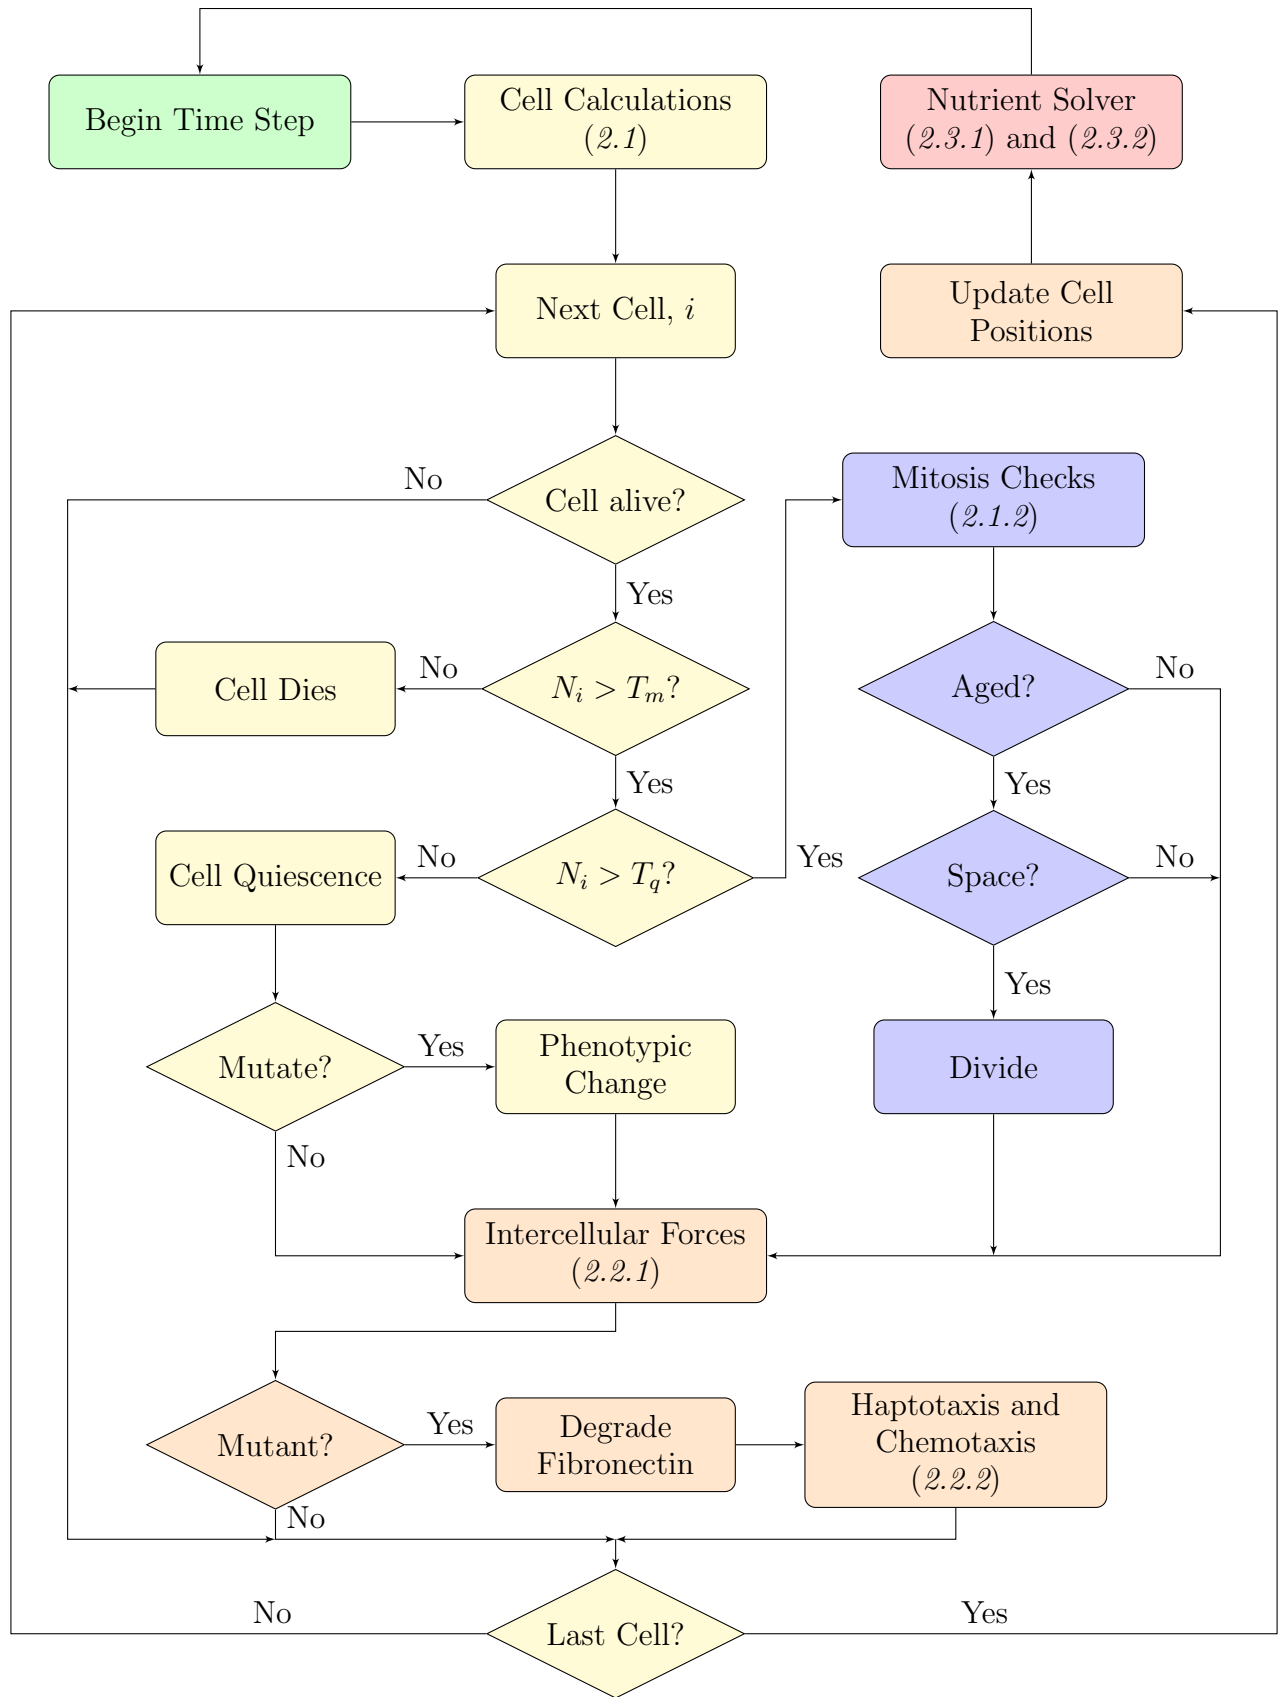 Begin Time Step
Cell Calculations
(2.1)
Nutrient Solver
(2.3.1) and (2.3.2)
Next Cell, i
Update Cell
Positions
No
Cell alive?
Mitosis Checks
(2.1.2)
Yes
Cell Dies
No
N_i > T_m?
Aged?
No
Yes
Yes
Cell Quiescence
No
N_i > T_q?
Yes
Space?
No
Yes
Mutate?
Yes
Phenotypic
Change
Divide
No
Intercellular Forces
(2.2.1)
Mutant?
Yes
Degrade
Fibronectin
Haptotaxis and
Chemotaxis
(2.2.2)
No
No
Last Cell?
Yes